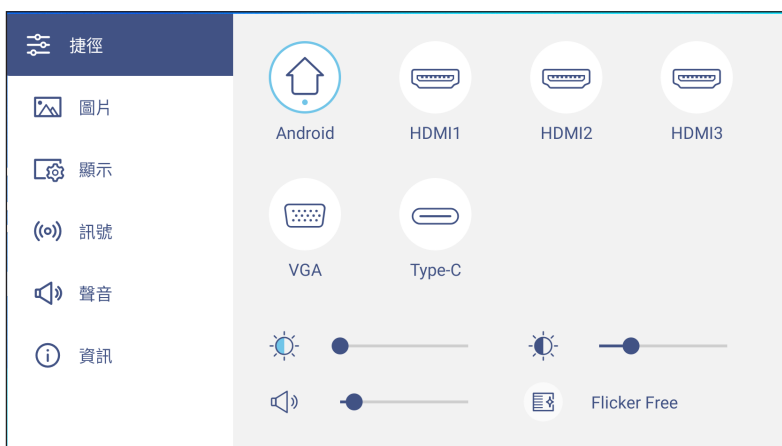 捷徑
圖片
顯示
訊號
聲音
資訊
Android
HDMI1
HDMI2
HDMI3
VGA
Type-C
Flicker Free